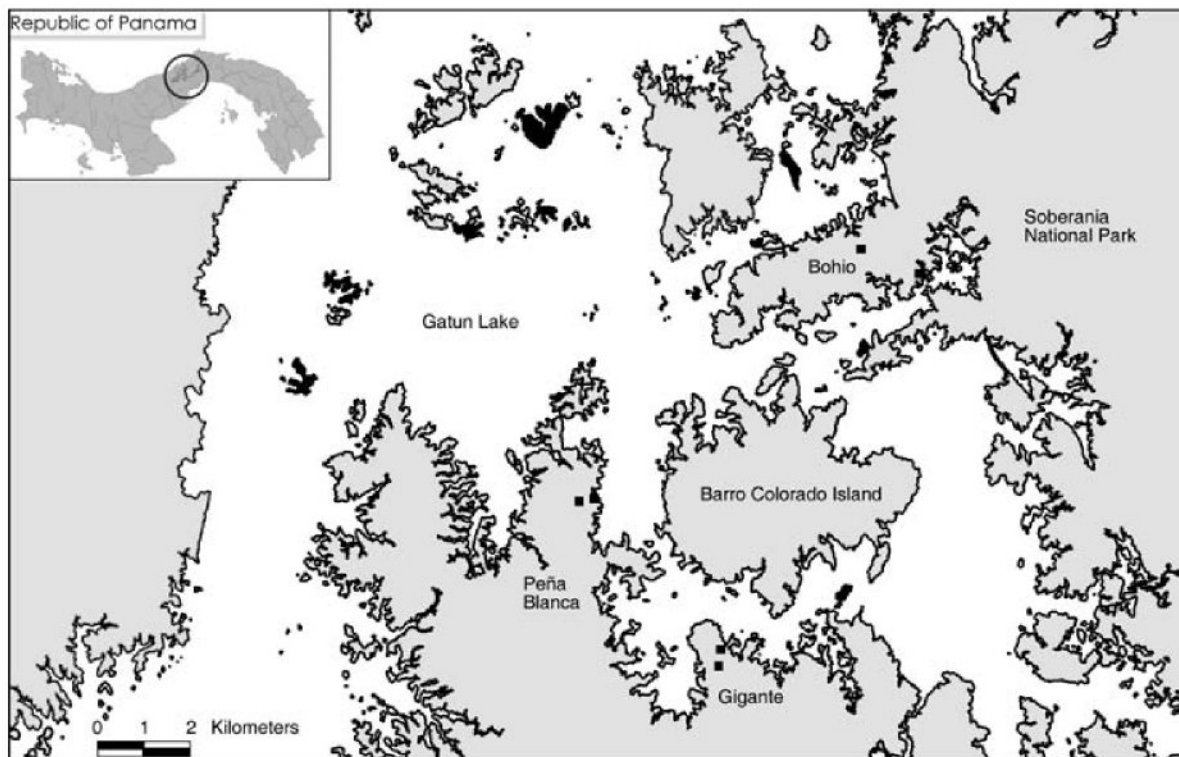 Republic of Panama
Soberania
National Park
Bohio
Gatun Lake
Barro Colorado Island
Peña
Blanca
Gigante
0 1 2 Kilometers